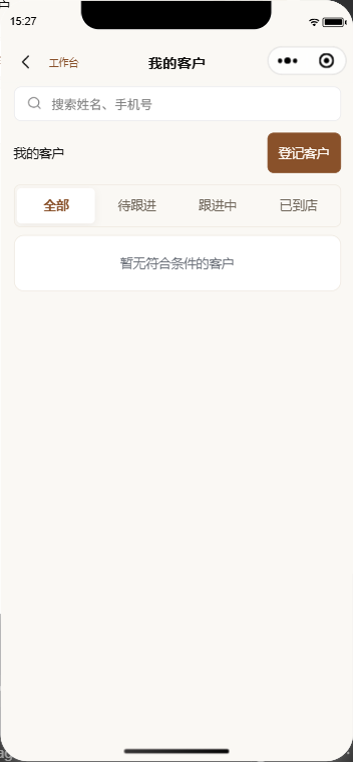 15:27
工作台
我的客户
搜索姓名、手机号
我的客户
登记客户
全部
待跟进
跟进中
已到店
暂无符合条件的客户